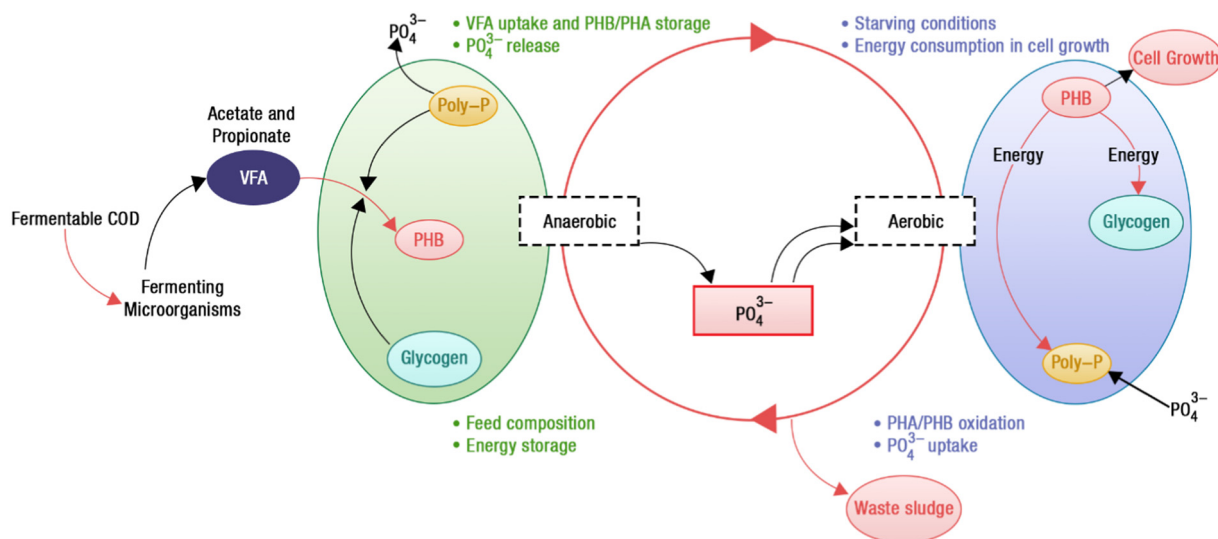 PO₄³⁻
• VFA uptake and PHB/PHA storage
• PO₄³⁻ release
Poly–P
Acetate and
Propionate
VFA
Fermentable COD
Fermenting
Microorganisms
PHB
Glycogen
• Feed composition
• Energy storage
Anaerobic
PO₄³⁻
Aerobic
• Starving conditions
• Energy consumption in cell growth
Cell Growth
PHB
Energy
Energy
Glycogen
Poly–P
PO₄³⁻
• PHA/PHB oxidation
• PO₄³⁻ uptake
Waste sludge